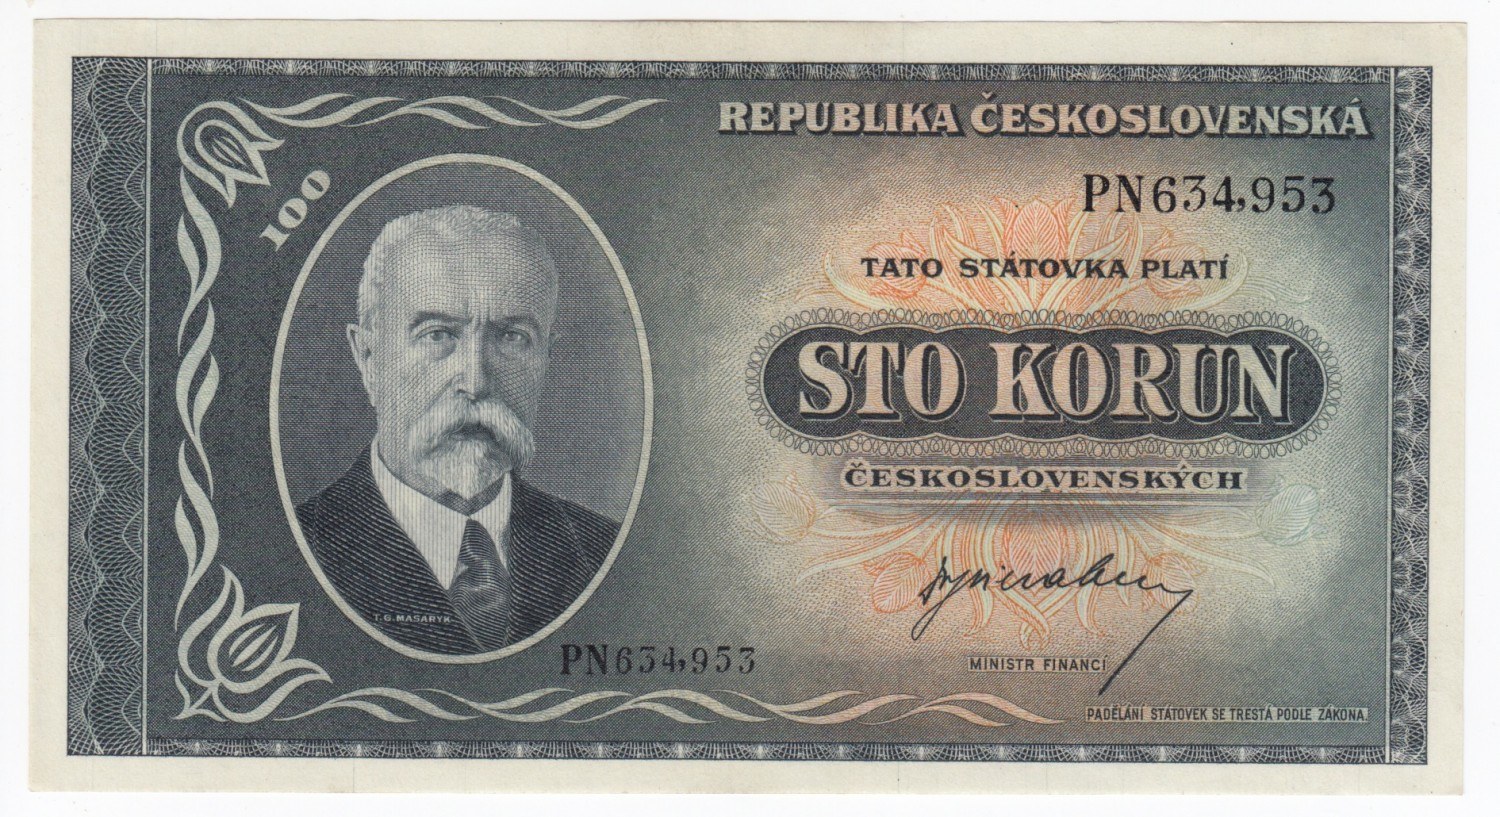 REPUBLIKA ČESKOSLOVENSKÁ
100
PN634,953
TATO STÁTOVKA PLATÍ
STO KORUN
ČESKOSLOVENSKÝCH
T.G.MASARYK
PN634,953
MINISTR FINANCÍ
PADĚLÁNÍ STÁTOVEK SE TRESTÁ PODLE ZÁKONA.